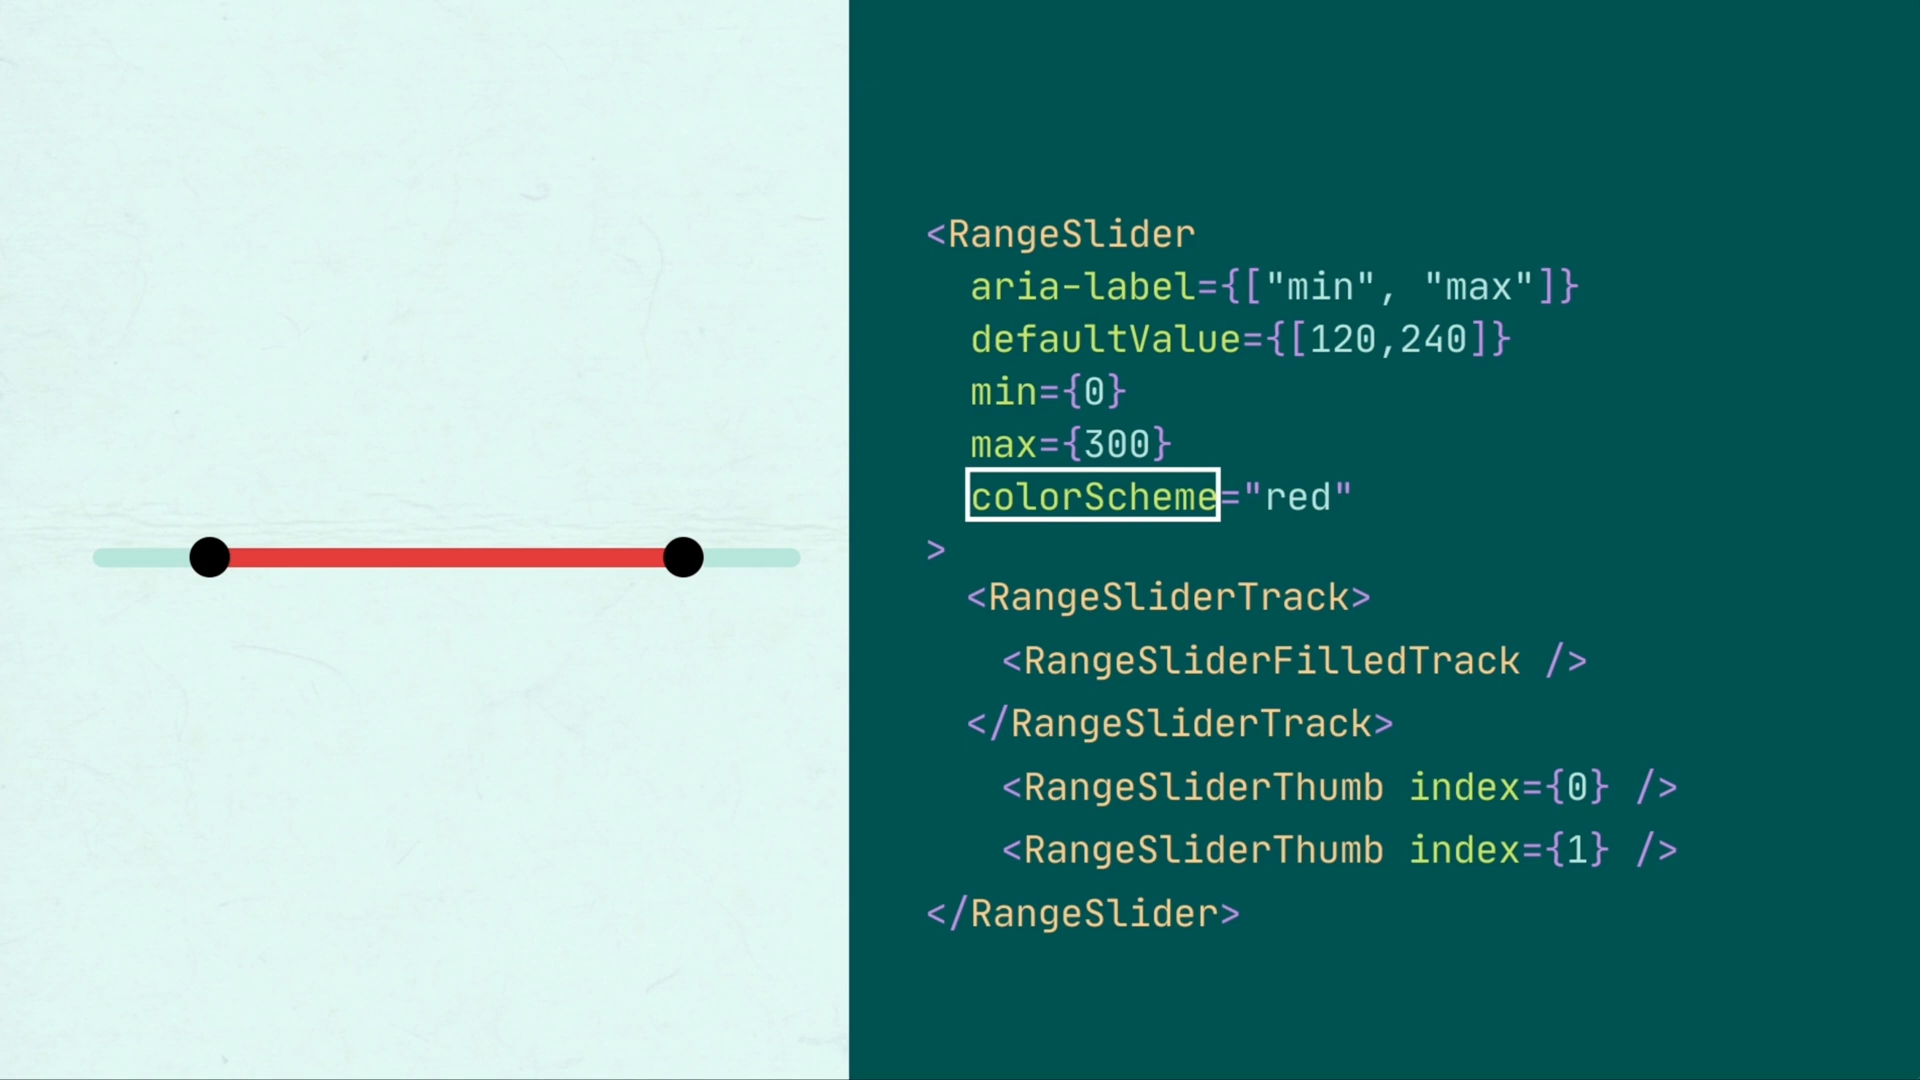 <RangeSlider
aria-label={["min", "max"]}
defaultValue={[120,240]}
min={0}
max={300}
colorScheme="red"
>
<RangeSliderTrack>
<RangeSliderFilledTrack />
</RangeSliderTrack>
<RangeSliderThumb index={0} />
<RangeSliderThumb index={1} />
</RangeSlider>